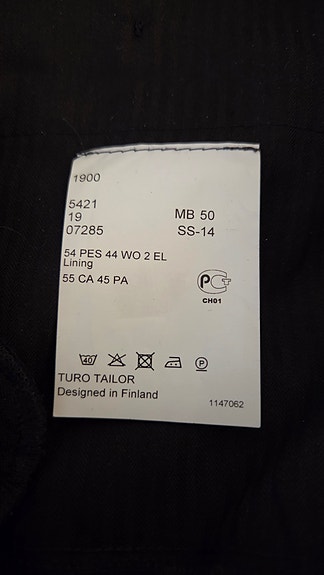 1900
5421
19 MB 50
07285 SS-14
54 PES 44 WO 2 EL
Lining
55 CA 45 PA
PCT
CH01
40 P
TURO TAILOR
Designed in Finland
1147062